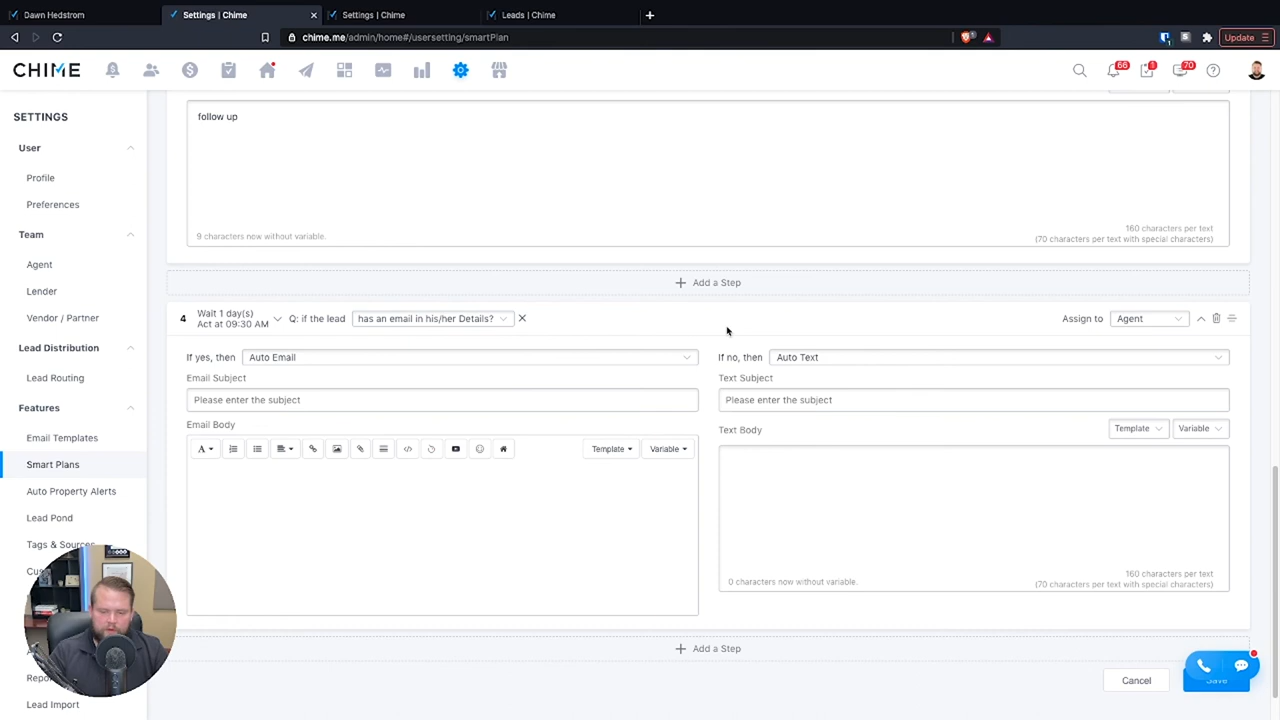 Dawn Hedstrom
Settings | Chime
Settings | Chime
Leads | Chime
chime.me/admin/home#/usersetting/smartPlan
Update
CHIME
66
1
70
SETTINGS
User
Profile
Preferences
Team
Agent
Lender
Vendor / Partner
Lead Distribution
Lead Routing
Features
Email Templates
Smart Plans
Auto Property Alerts
Lead Pond
Tags & Sources
Lead Import
follow up
9 characters now without variable.
160 characters per text
(70 characters per text with special characters)
Add a Step
4
Wait 1 day(s)
Act at 09:30 AM
Q: if the lead
has an email in his/her Details?
Assign to
Agent
If yes, then
Auto Email
If no, then
Auto Text
Email Subject
Please enter the subject
Text Subject
Please enter the subject
Email Body
Template
Variable
Text Body
Template
Variable
0 characters now without variable.
160 characters per text
(70 characters per text with special characters)
Add a Step
Cancel
Save